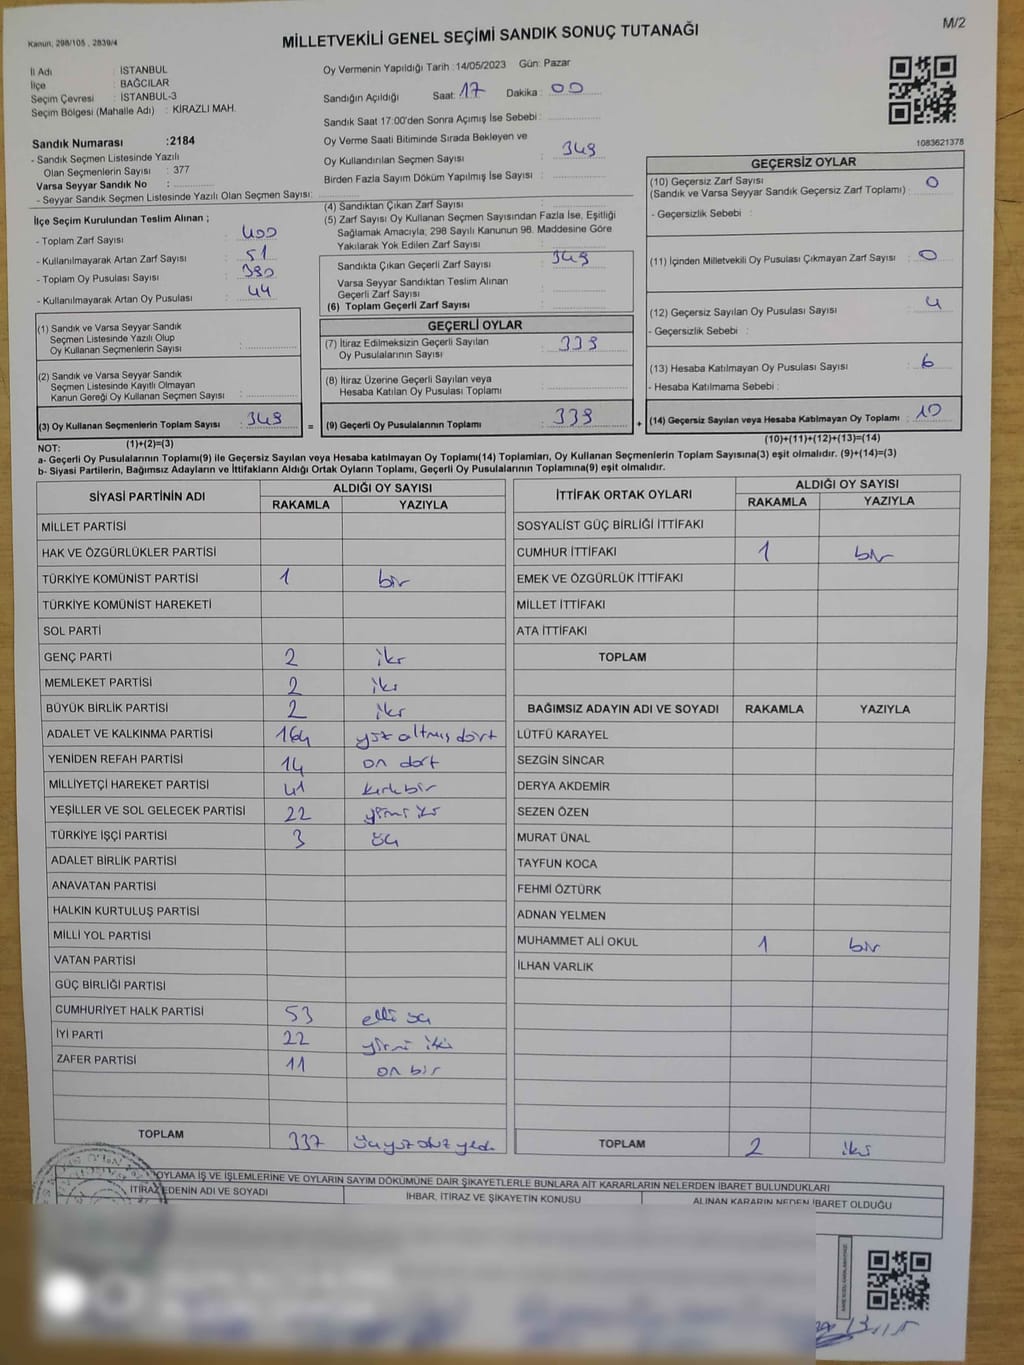 Kanun, 298/105 , 2839/4
MİLLETVEKİLİ GENEL SEÇİMİ SANDIK SONUÇ TUTANAĞI
M/2
İl Adı : İSTANBUL
İlçe : BAĞCILAR
Seçim Çevresi : İSTANBUL-3
Seçim Bölgesi (Mahalle Adı) : KİRAZLI MAH.
Sandık Numarası :2184
- Sandık Seçmen Listesinde Yazılı
Olan Seçmenlerin Sayısı : 377
Varsa Seyyar Sandık No :
- Seyyar Sandık Seçmen Listesinde Yazılı Olan Seçmen Sayısı:
Oy Vermenin Yapıldığı Tarih :14/05/2023 Gün: Pazar
Sandığın Açıldığı Saat: 17 Dakika : 00
Sandık Saat 17:00'den Sonra Açımış İse Sebebi :
Oy Verme Saati Bitiminde Sırada Bekleyen ve
Oy Kullandırılan Seçmen Sayısı : 349
Birden Fazla Sayım Döküm Yapılmış İse Sayısı :
1083621378
İlçe Seçim Kurulundan Teslim Alınan ;
- Toplam Zarf Sayısı : 400
- Kullanılmayarak Artan Zarf Sayısı : 51
- Toplam Oy Pusulası Sayısı : 390
- Kullanılmayarak Artan Oy Pusulası : 44
(4) Sandıktan Çıkan Zarf Sayısı :
(5) Zarf Sayısı Oy Kullanan Seçmen Sayısından Fazla İse, Eşitliği
Sağlamak Amacıyla, 298 Sayılı Kanunun 98. Maddesine Göre
Yakılarak Yok Edilen Zarf Sayısı :
Sandıkta Çıkan Geçerli Zarf Sayısı : 349
Varsa Seyyar Sandıktan Teslim Alınan
Geçerli Zarf Sayısı :
(6) Toplam Geçerli Zarf Sayısı :
GEÇERSİZ OYLAR
(10) Geçersiz Zarf Sayısı
(Sandık ve Varsa Seyyar Sandık Geçersiz Zarf Toplamı) : 0
- Geçersizlik Sebebi :
(11) İçinden Milletvekili Oy Pusulası Çıkmayan Zarf Sayısı : 0
(12) Geçersiz Sayılan Oy Pusulası Sayısı : 4
- Geçersizlik Sebebi :
(13) Hesaba Katılmayan Oy Pusulası Sayısı : 6
- Hesaba Katılmama Sebebi :
(14) Geçersiz Sayılan veya Hesaba Katılmayan Oy Toplamı : 10
(10)+(11)+(12)+(13)=(14)
(1) Sandık ve Varsa Seyyar Sandık
Seçmen Listesinde Yazılı Olup
Oy Kullanan Seçmenlerin Sayısı :
(2) Sandık ve Varsa Seyyar Sandık
Seçmen Listesinde Kayıtlı Olmayan
Kanun Gereği Oy Kullanan Seçmen Sayısı :
(3) Oy Kullanan Seçmenlerin Toplam Sayısı : 349
(1)+(2)=(3)
=
GEÇERLİ OYLAR
(7) İtiraz Edilmeksizin Geçerli Sayılan
Oy Pusulalarının Sayısı : 339
(8) İtiraz Üzerine Geçerli Sayılan veya
Hesaba Katılan Oy Pusulası Toplamı :
(9) Geçerli Oy Pusulalarının Toplamı : 339
+
NOT:
a- Geçerli Oy Pusulalarının Toplamı(9) ile Geçersiz Sayılan veya Hesaba katılmayan Oy Toplamı(14) Toplamları, Oy Kullanan Seçmenlerin Toplam Sayısına(3) eşit olmalıdır. (9)+(14)=(3)
b- Siyasi Partilerin, Bağımsız Adayların ve İttifakların Aldığı Ortak Oyların Toplamı, Geçerli Oy Pusulalarının Toplamına(9) eşit olmalıdır.
SİYASİ PARTİNİN ADI
ALDIĞI OY SAYISI
RAKAMLA YAZIYLA
MİLLET PARTİSİ
HAK VE ÖZGÜRLÜKLER PARTİSİ
TÜRKİYE KOMÜNİST PARTİSİ 1 bir
TÜRKİYE KOMÜNİST HAREKETİ
SOL PARTİ
GENÇ PARTİ 2 iki
MEMLEKET PARTİSİ 2 iki
BÜYÜK BİRLİK PARTİSİ 2 iki
ADALET VE KALKINMA PARTİSİ 164 yüz altmış dört
YENİDEN REFAH PARTİSİ 14 on dört
MİLLİYETÇİ HAREKET PARTİSİ 41 kırk bir
YEŞİLLER VE SOL GELECEK PARTİSİ 22 yirmi iki
TÜRKİYE İŞÇİ PARTİSİ 3 üç
ADALET BİRLİK PARTİSİ
ANAVATAN PARTİSİ
HALKIN KURTULUŞ PARTİSİ
MİLLİ YOL PARTİSİ
VATAN PARTİSİ
GÜÇ BİRLİĞİ PARTİSİ
CUMHURİYET HALK PARTİSİ 53 elli üç
İYİ PARTİ 22 yirmi iki
ZAFER PARTİSİ 11 on bir
TOPLAM 337 üçyüz otuz yedi
İTTİFAK ORTAK OYLARI
ALDIĞI OY SAYISI
RAKAMLA YAZIYLA
SOSYALİST GÜÇ BİRLİĞİ İTTİFAKI
CUMHUR İTTİFAKI 1 bir
EMEK VE ÖZGÜRLÜK İTTİFAKI
MİLLET İTTİFAKI
ATA İTTİFAKI
TOPLAM
BAĞIMSIZ ADAYIN ADI VE SOYADI RAKAMLA YAZIYLA
LÜTFÜ KARAYEL
SEZGİN SİNCAR
DERYA AKDEMİR
SEZEN ÖZEN
MURAT ÜNAL
TAYFUN KOCA
FEHMİ ÖZTÜRK
ADNAN YELMEN
MUHAMMET ALİ OKUL 1 bir
İLHAN VARLIK
TOPLAM 2 iki
OYLAMA İŞ VE İŞLEMLERİNE VE OYLARIN SAYIM DÖKÜMÜNE DAİR ŞİKAYETLERLE BUNLARA AİT KARARLARIN NELERDEN İBARET BULUNDUKLARI
İTİRAZ EDENİN ADI VE SOYADI İHBAR, İTİRAZ VE ŞİKAYETİN KONUSU ALINAN KARARIN NEDEN İBARET OLDUĞU